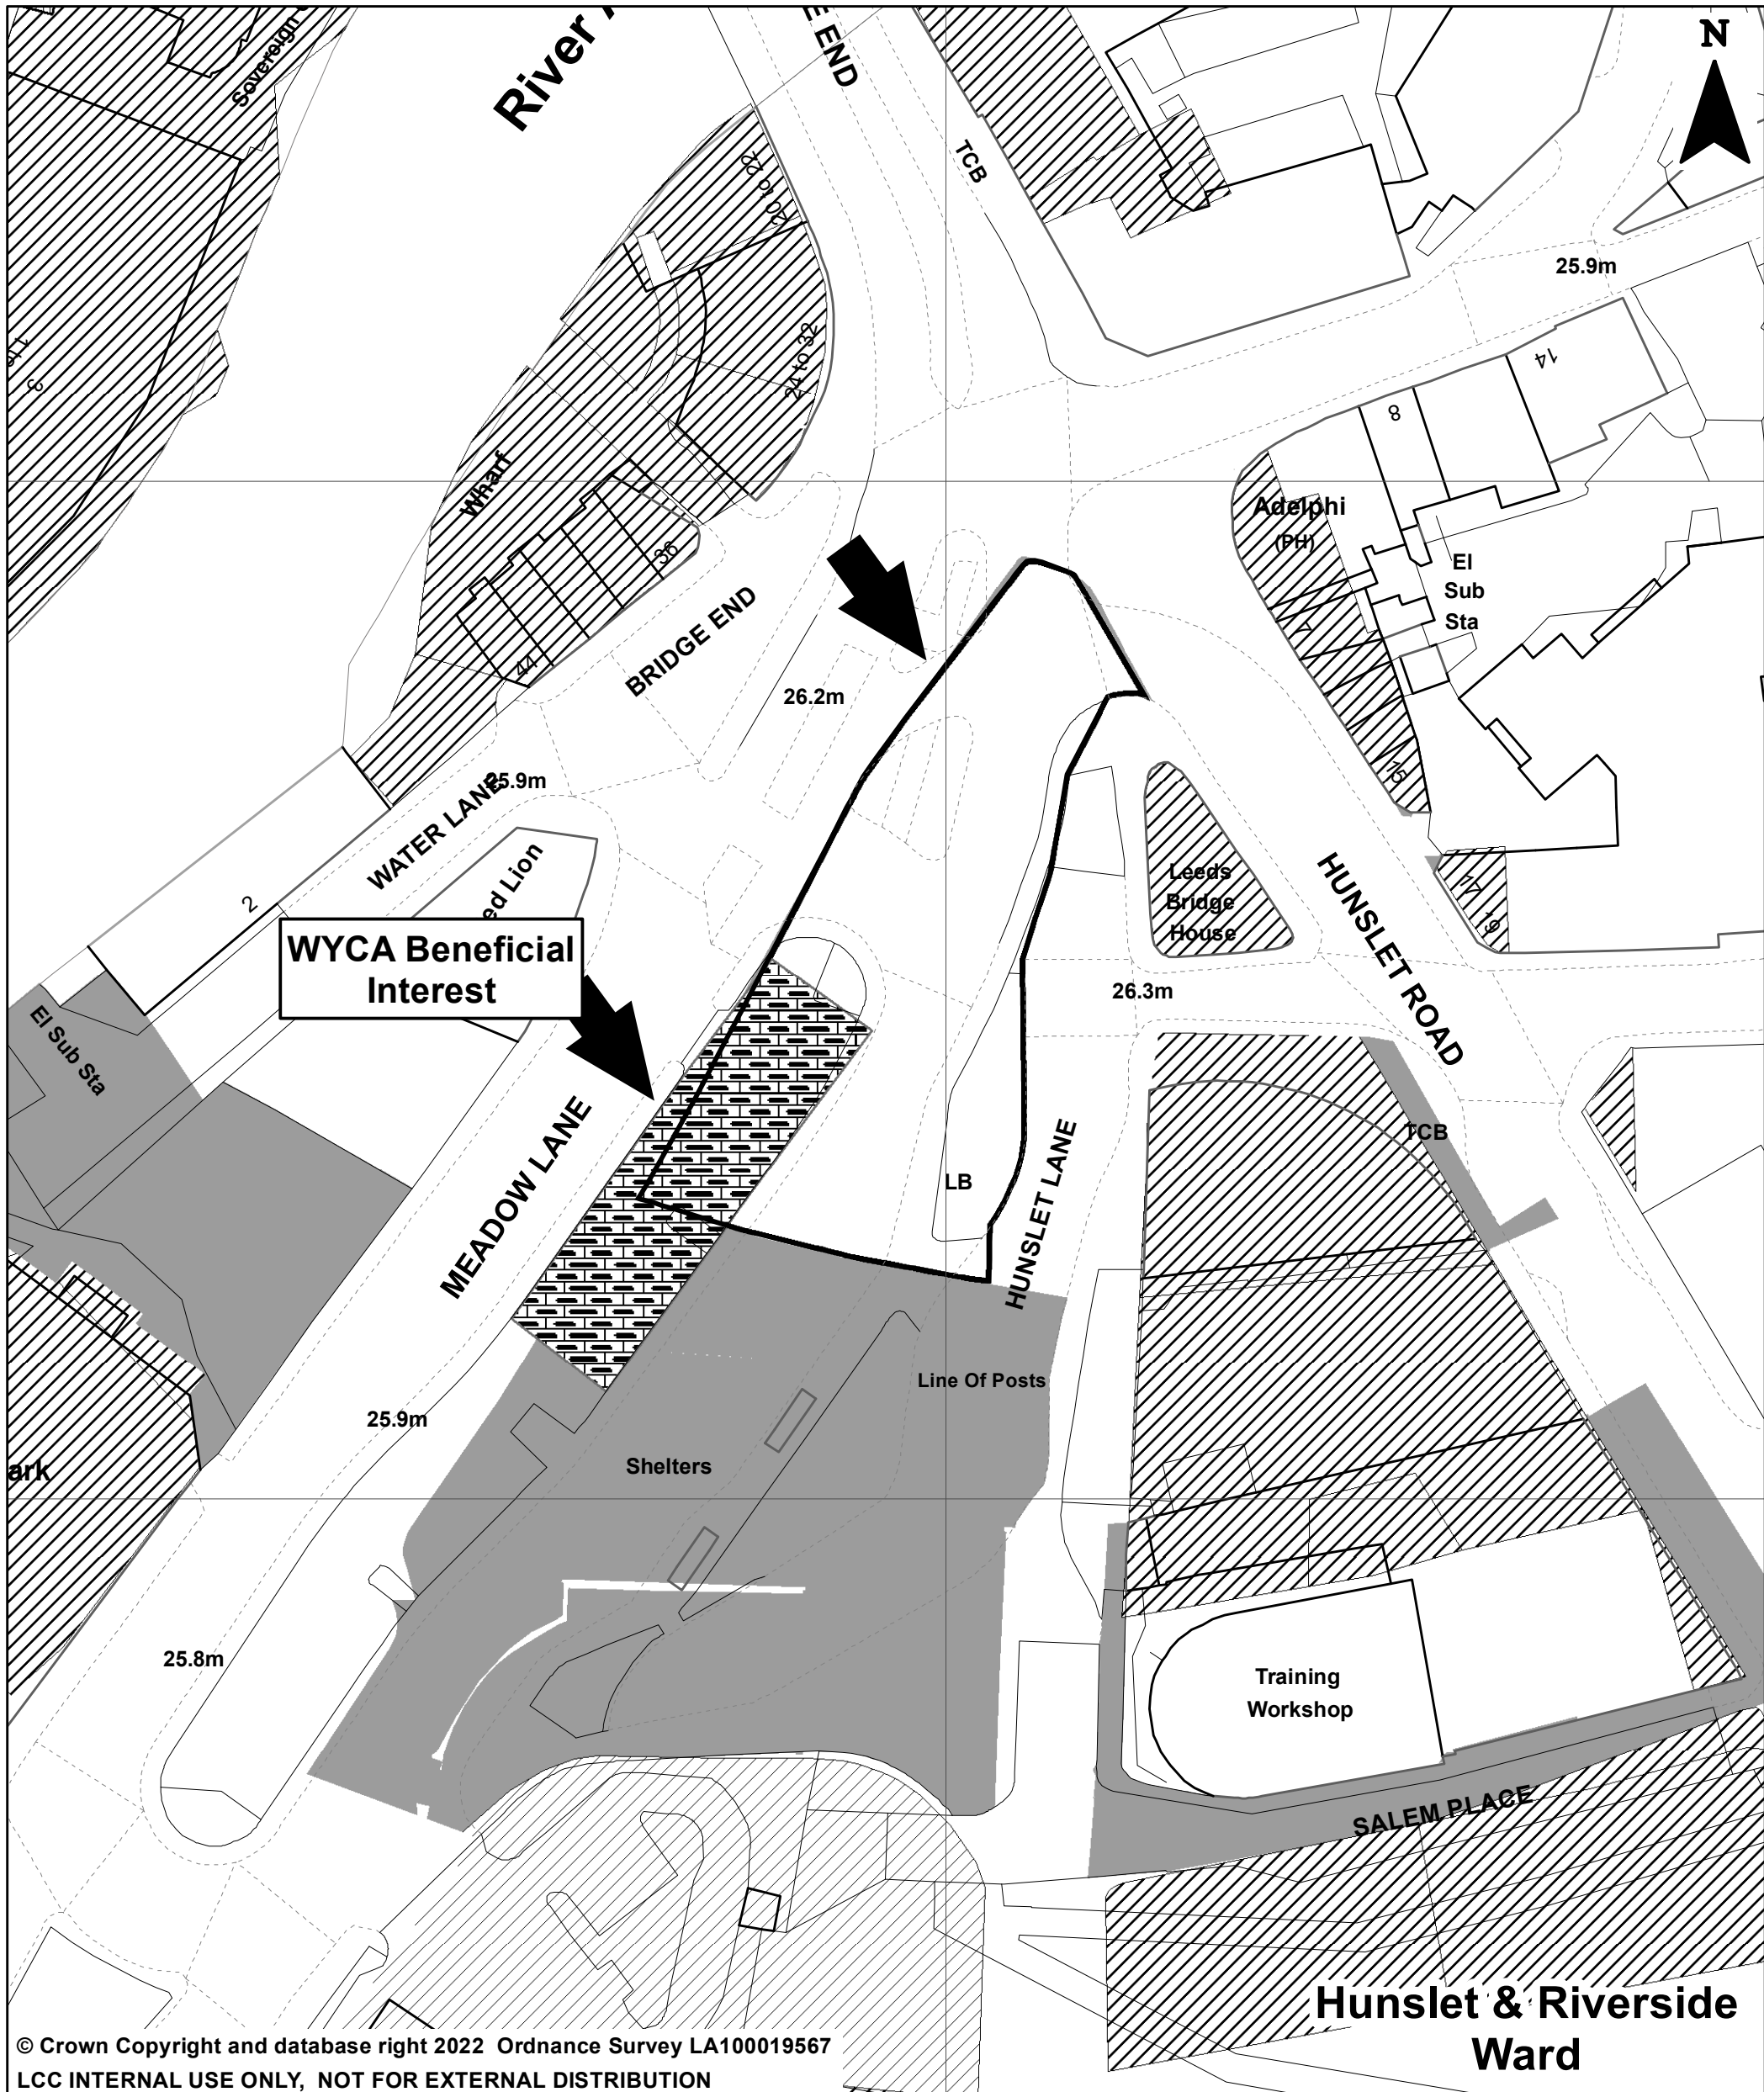 N
Sovereign
River
E END
TCB
20 to 22
24 to 32
25.9m
14
8
Wharf
36
44
Adelphi
(PH)
El
Sub
Sta
7
15
BRIDGE END
26.2m
25.9m
WATER LANE
2
ed Lion
WYCA Beneficial
Interest
El Sub Sta
Leeds
Bridge
House
17
19
HUNSLET ROAD
26.3m
TCB
MEADOW LANE
LB
HUNSLET LANE
Line Of Posts
25.9m
Shelters
ark
25.8m
Training
Workshop
SALEM PLACE
Hunslet & Riverside
Ward
© Crown Copyright and database right 2022 Ordnance Survey LA100019567
LCC INTERNAL USE ONLY, NOT FOR EXTERNAL DISTRIBUTION